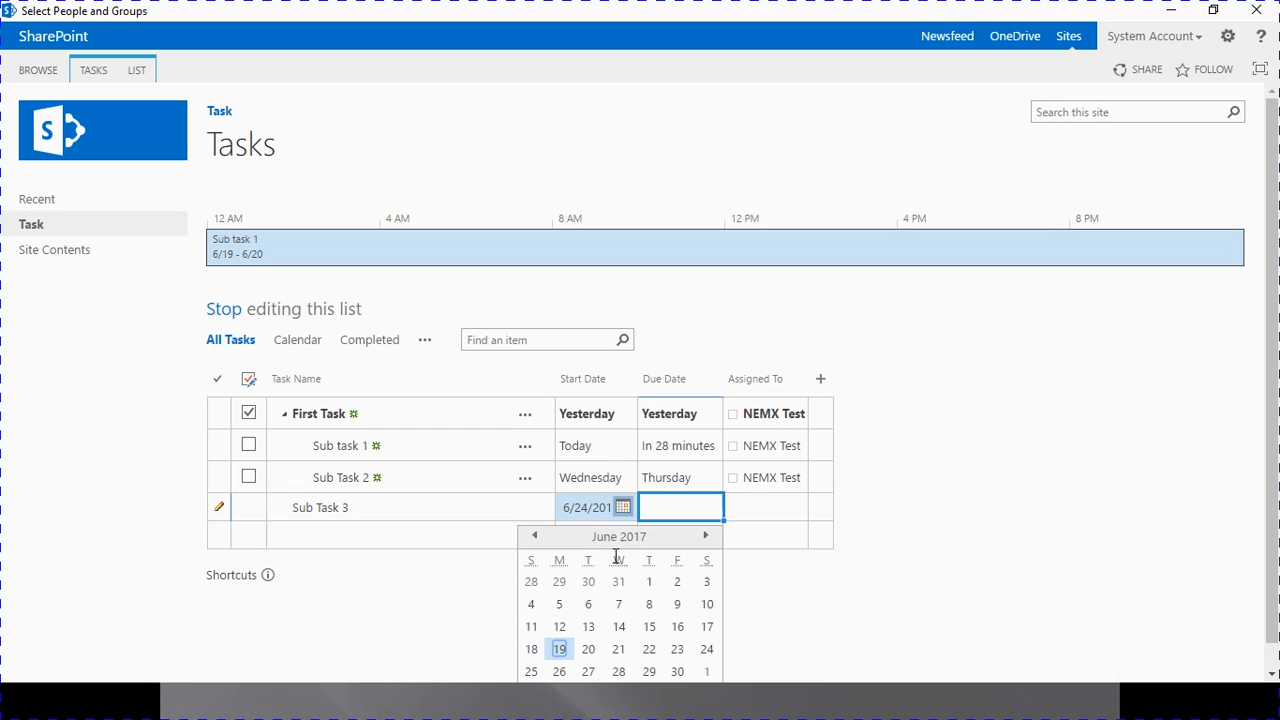 Select People and Groups
SharePoint
Newsfeed OneDrive Sites System Account ?
BROWSE TASKS LIST SHARE FOLLOW
S
Task
Search this site
Tasks
Recent
Task
Site Contents
12 AM 4 AM 8 AM 12 PM 4 PM 8 PM
Sub task 1
6/19 - 6/20
Stop editing this list
All Tasks Calendar Completed ••• Find an item
Task Name Start Date Due Date Assigned To
First Task ••• Yesterday Yesterday NEMX Test
Sub task 1 ••• Today In 28 minutes NEMX Test
Sub Task 2 ••• Wednesday Thursday NEMX Test
Sub Task 3 6/24/201
June 2017
S M T W T F S
28 29 30 31 1 2 3
4 5 6 7 8 9 10
11 12 13 14 15 16 17
18 19 20 21 22 23 24
25 26 27 28 29 30 1
Shortcuts